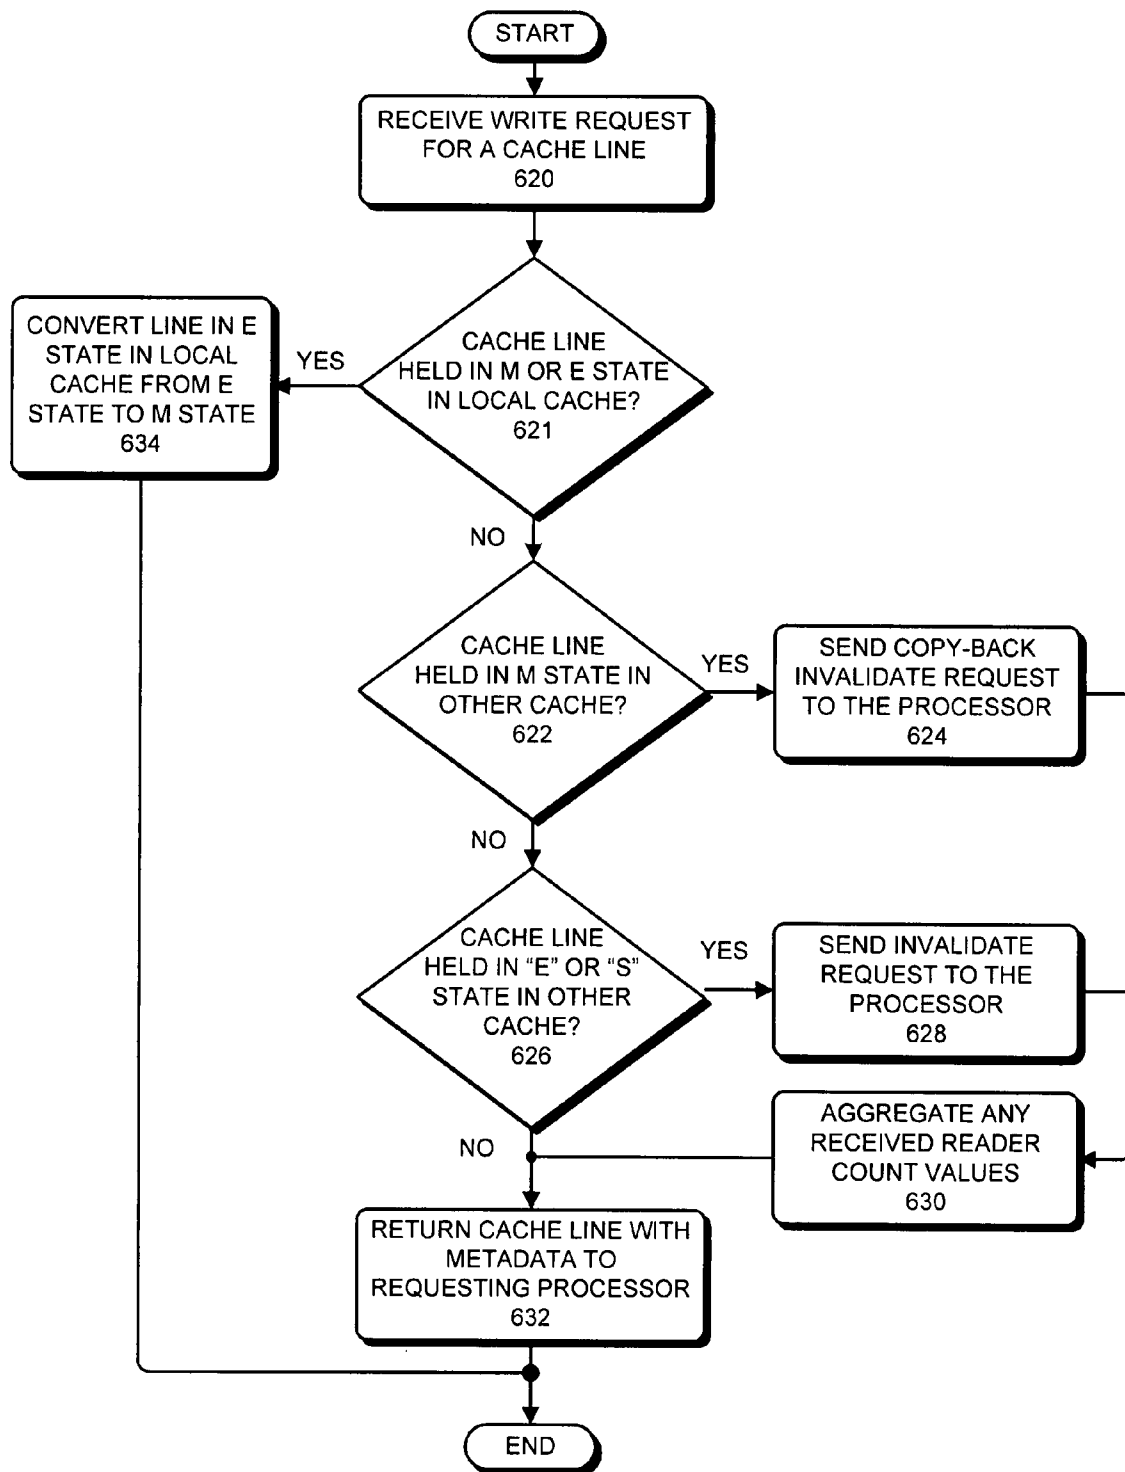 START
RECEIVE WRITE REQUEST
FOR A CACHE LINE
620
CACHE LINE
HELD IN M OR E STATE
IN LOCAL CACHE?
621
YES
CONVERT LINE IN E
STATE IN LOCAL
CACHE FROM E
STATE TO M STATE
634
NO
CACHE LINE
HELD IN M STATE IN
OTHER CACHE?
622
YES
SEND COPY-BACK
INVALIDATE REQUEST
TO THE PROCESSOR
624
NO
CACHE LINE
HELD IN "E" OR "S"
STATE IN OTHER
CACHE?
626
YES
SEND INVALIDATE
REQUEST TO THE
PROCESSOR
628
AGGREGATE ANY
RECEIVED READER
COUNT VALUES
630
NO
RETURN CACHE LINE WITH
METADATA TO
REQUESTING PROCESSOR
632
END